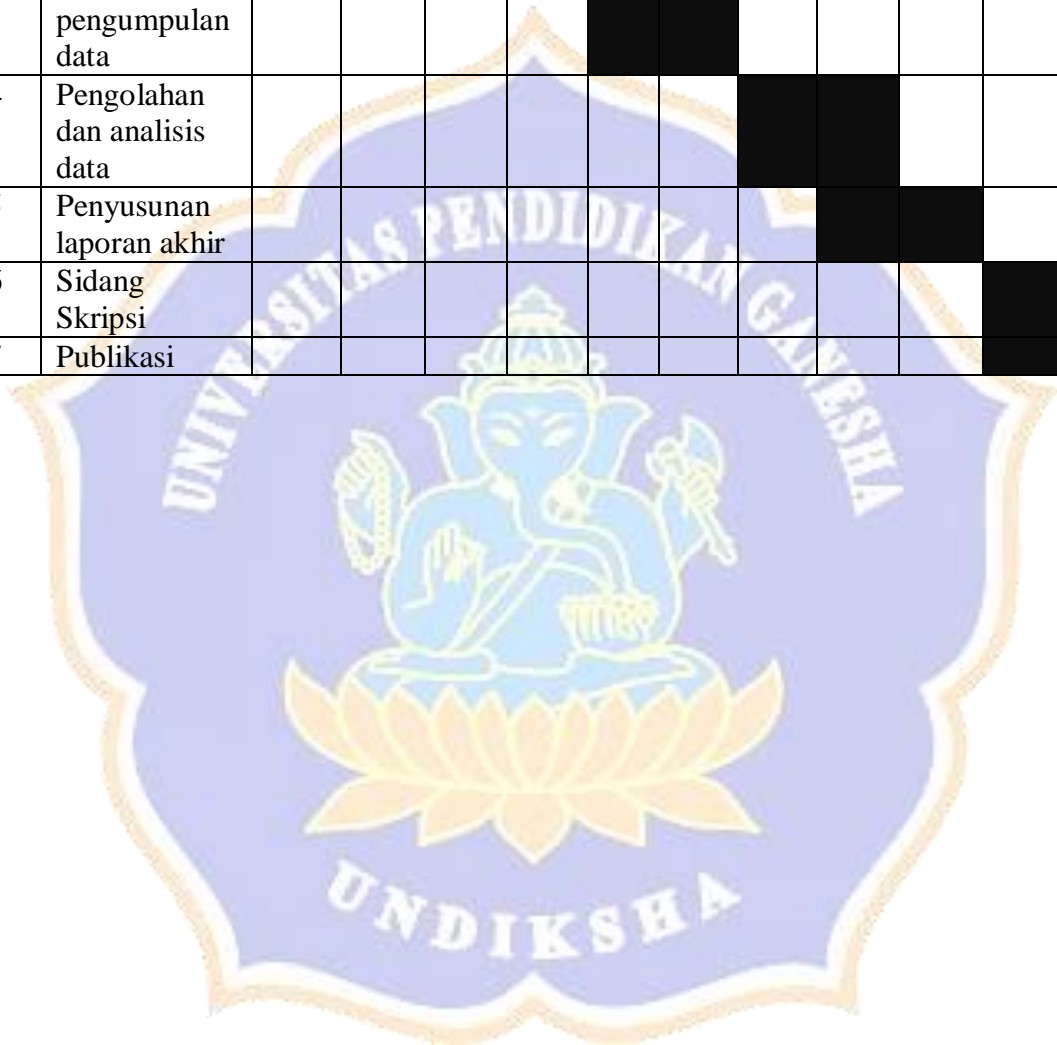 pengumpulan
data
Pengolahan
dan analisis
data
Penyusunan
laporan akhir
Sidang
Skripsi
Publikasi
UNIVERSITAS PENDIDIKAN GANESHA
UNDIKSHA